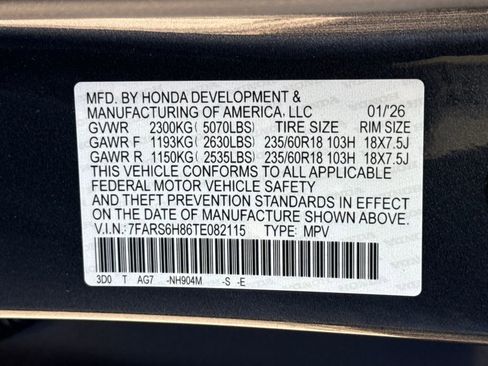 MFD. BY HONDA DEVELOPMENT &
MANUFACTURING OF AMERICA, LLC 01/'26
GVWR 2300KG( 5070LBS) TIRE SIZE RIM SIZE
GAWR F 1193KG( 2630LBS) 235/60R18 103H 18X7.5J
GAWR R 1150KG( 2535LBS) 235/60R18 103H 18X7.5J
THIS VEHICLE CONFORMS TO ALL APPLICABLE
FEDERAL MOTOR VEHICLE SAFETY
AND THEFT PREVENTION STANDARDS IN EFFECT
ON THE DATE OF MANUFACTURE SHOWN ABOVE.
V.I.N.: 7FARS6H86TE082115 TYPE: MPV
3D0 T AG7 -NH904M -S -E